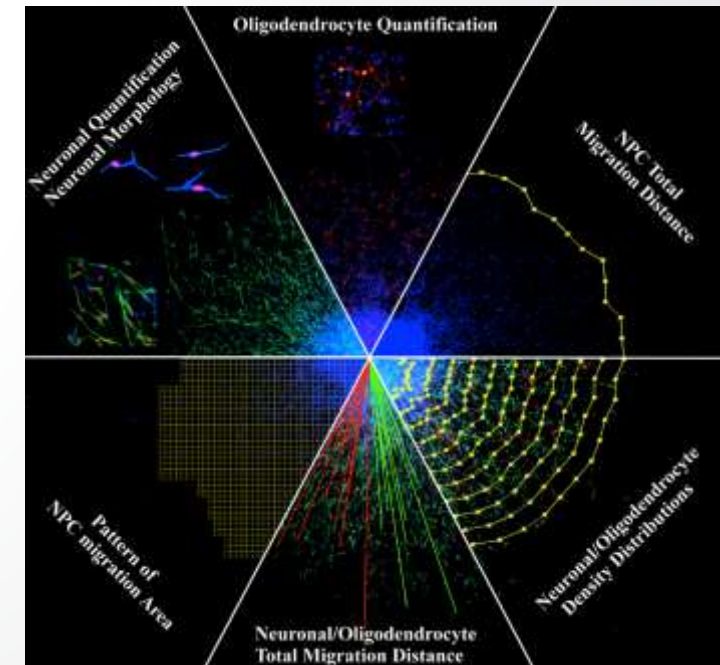 Oligodendrocyte Quantification
Neuronal Quantification
Neuronal Morphology
NPC Total
Migration Distance
Pattern of
NPC migration Area
Neuronal/Oligodendrocyte
Total Migration Distance
Neuronal/Oligodendrocyte
Density Distributions